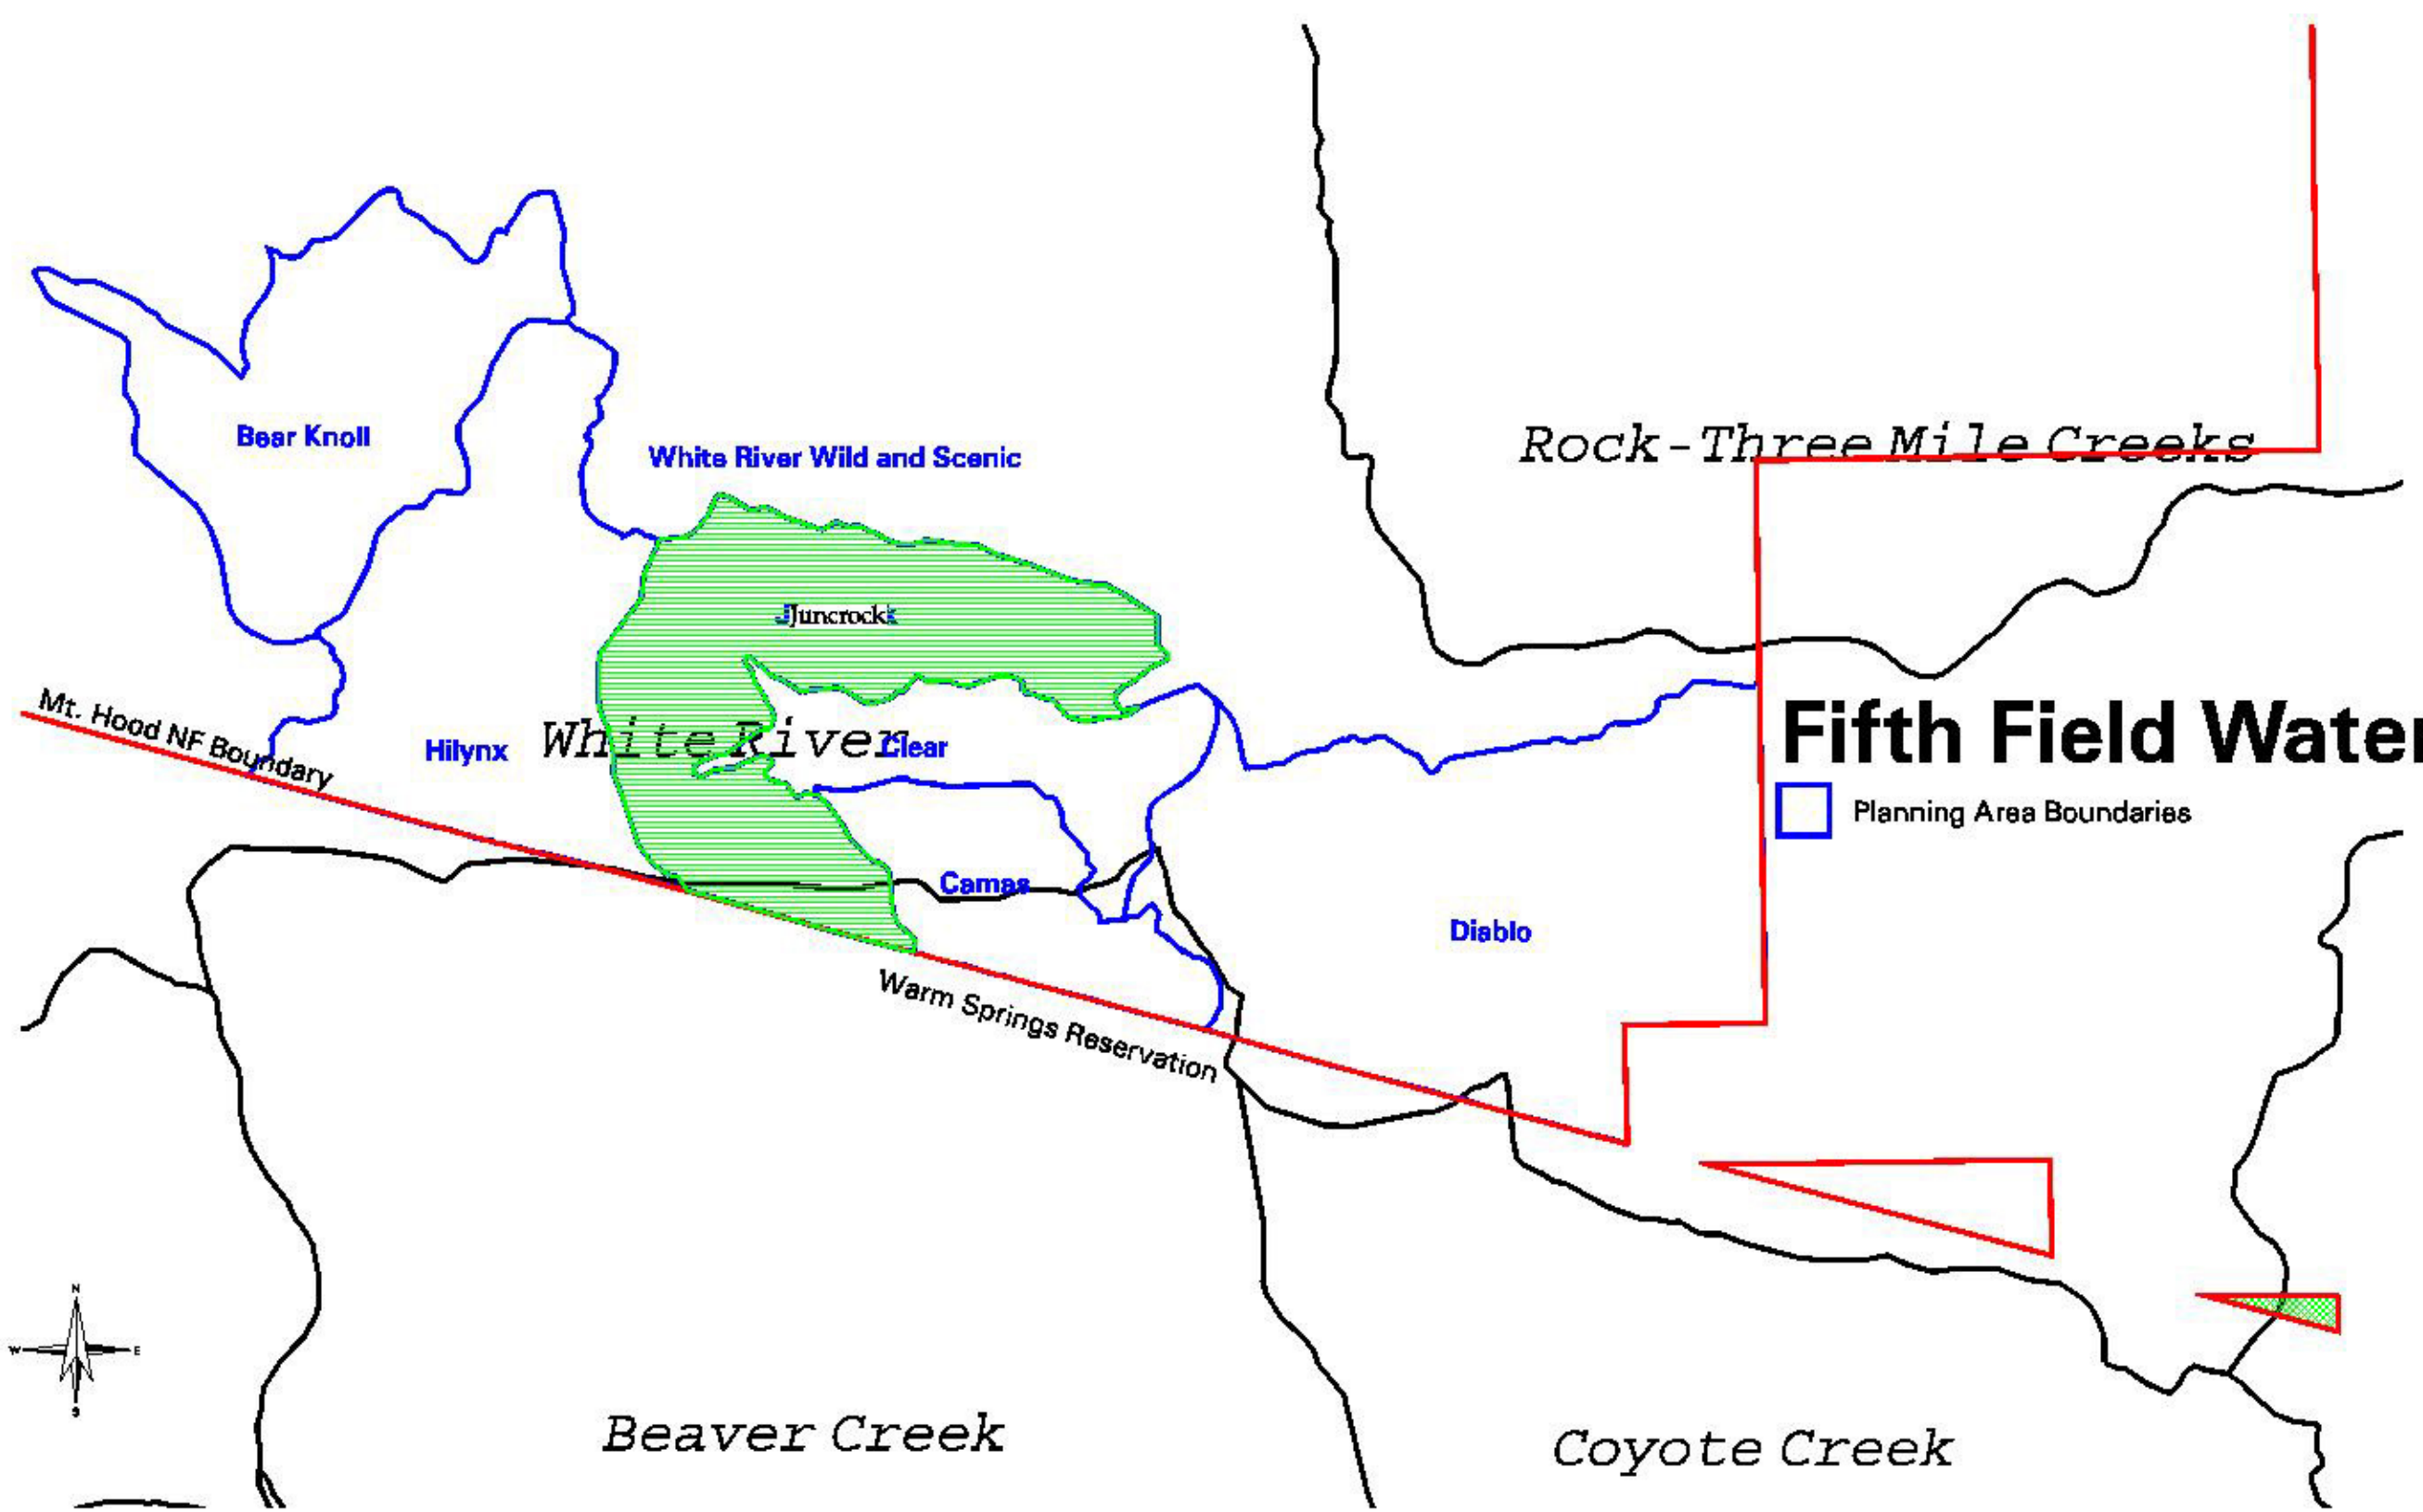 Rock-Three Mile Creeks
Bear Knoll
White River Wild and Scenic
Juncrock
Mt. Hood NF Boundary
Hilynx
White River
Clear
Fifth Field Water
Planning Area Boundaries
Camas
Diablo
Warm Springs Reservation
N
W
E
S
Beaver Creek
Coyote Creek